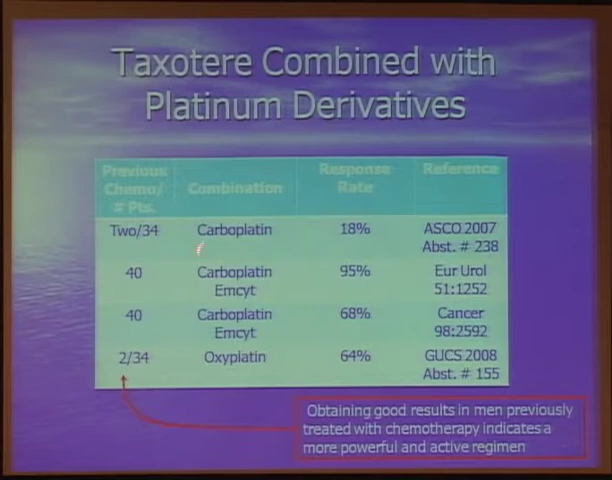 Taxotere Combined with
Platinum Derivatives
Previous Chemo/ # Pts.
Combination
Response Rate
Reference
Two/34 Carboplatin 18% ASCO 2007 Abst. # 238
40 Carboplatin Emcyt 95% Eur Urol 51:1252
40 Carboplatin Emcyt 68% Cancer 98:2592
2/34 Oxyplatin 64% GUCS 2008 Abst. # 155
Obtaining good results in men previously
treated with chemotherapy indicates a
more powerful and active regimen